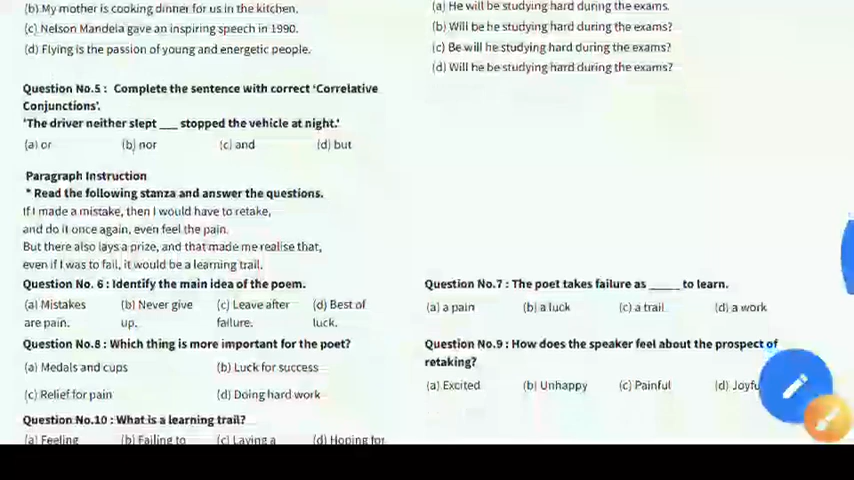 (b) My mother is cooking dinner for us in the kitchen.
(c) Nelson Mandela gave an inspiring speech in 1990.
(d) Flying is the passion of young and energetic people.
(a) He will be studying hard during the exams.
(b) Will be he studying hard during the exams?
(c) Be will he studying hard during the exams?
(d) Will he be studying hard during the exams?
Question No.5 : Complete the sentence with correct ‘Correlative
Conjunctions’.
'The driver neither slept ___ stopped the vehicle at night.'
(a) or (b) nor (c) and (d) but
Paragraph Instruction
* Read the following stanza and answer the questions.
If I made a mistake, then I would have to retake,
and do it once again, even feel the pain.
But there also lays a prize, and that made me realise that,
even if I was to fail, it would be a learning trail.
Question No. 6 : Identify the main idea of the poem.
(a) Mistakes (b) Never give (c) Leave after (d) Best of
are pain. up. failure. luck.
Question No.7 : The poet takes failure as _____ to learn.
(a) a pain (b) a luck (c) a trail (d) a work
Question No.8 : Which thing is more important for the poet?
(a) Medals and cups (b) Luck for success
(c) Relief for pain (d) Doing hard work
Question No.9 : How does the speaker feel about the prospect of
retaking?
(a) Excited (b) Unhappy (c) Painful (d)
Question No.10 : What is a learning trail?
(a) Feeling (b) Failing to (c) Laying a (d) Hoping for